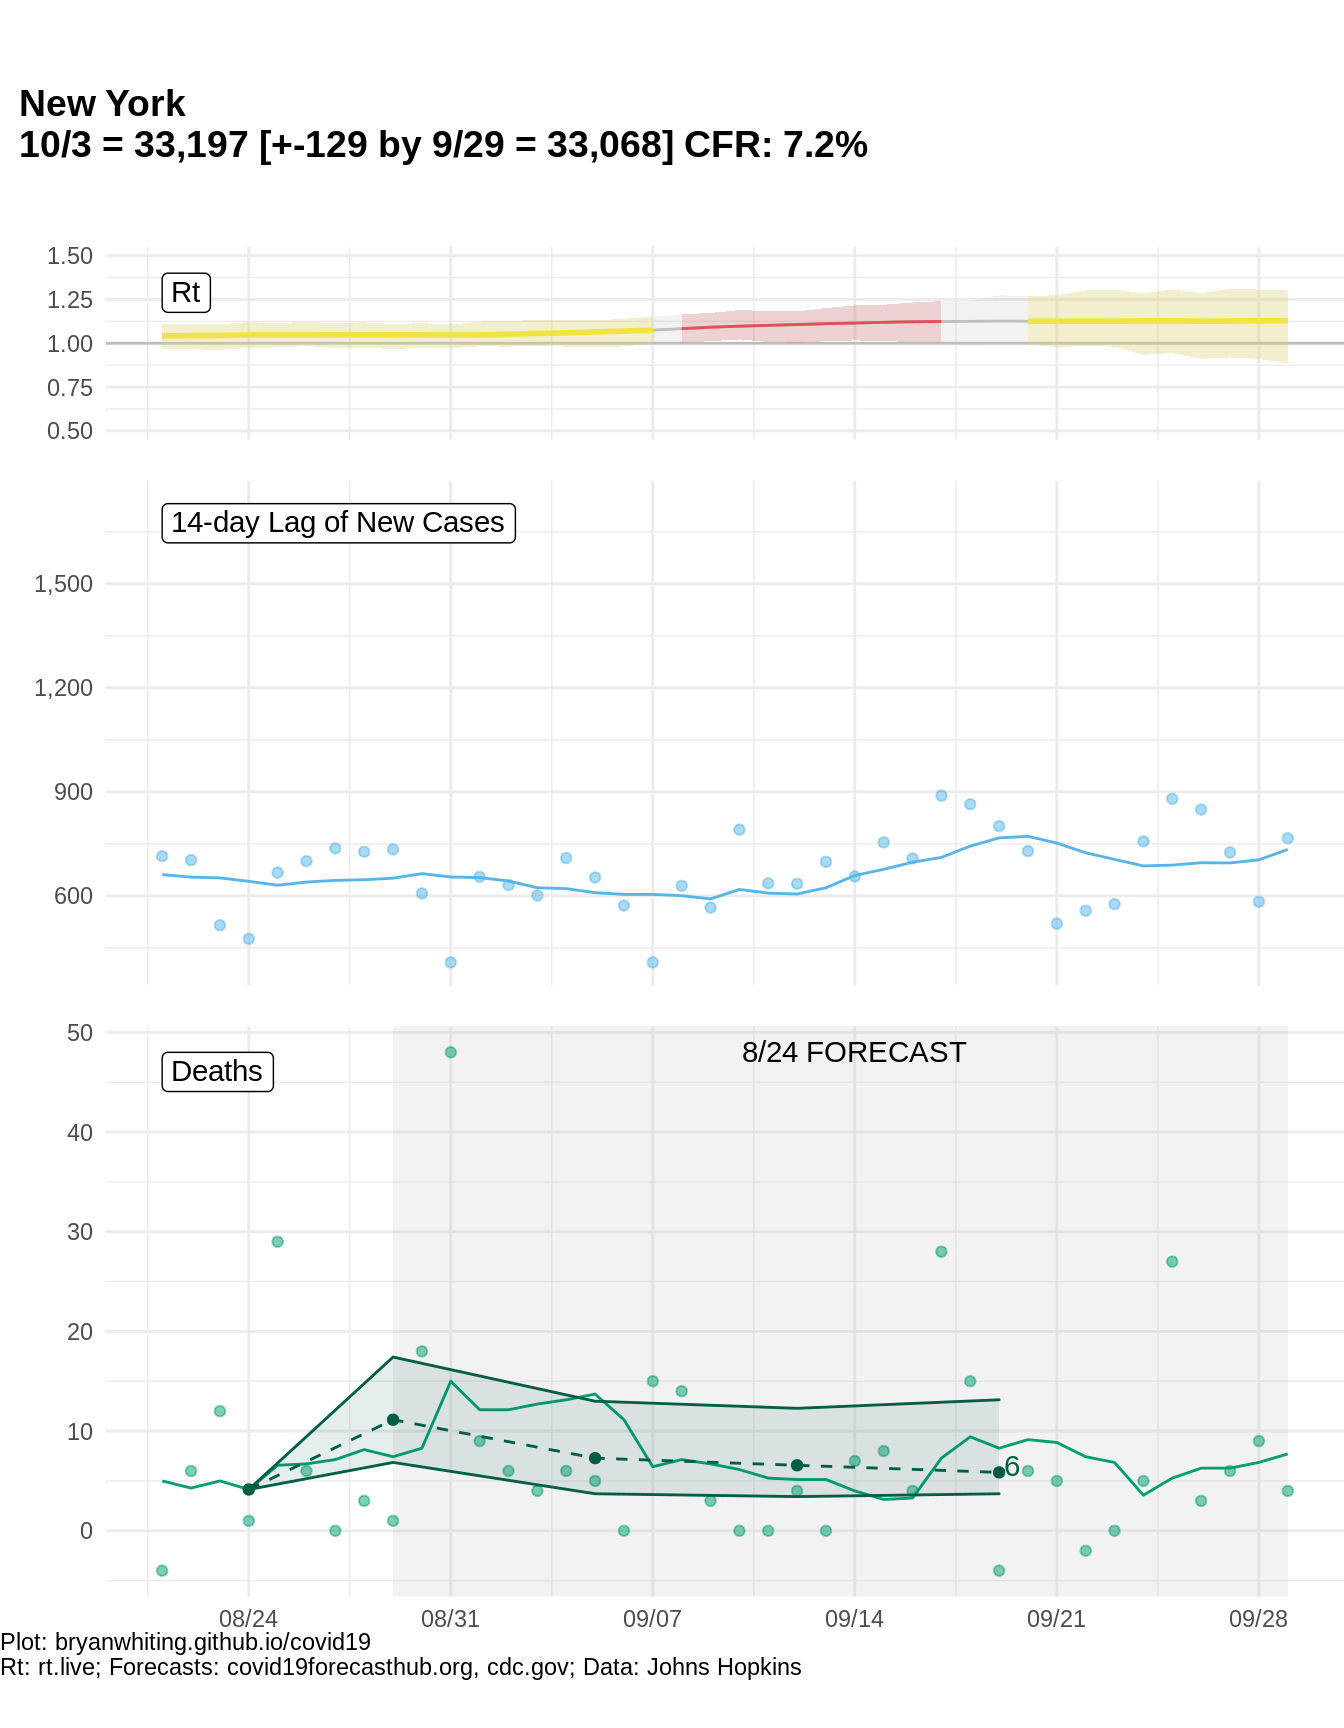 New York
10/3 = 33,197 [+-129 by 9/29 = 33,068] CFR: 7.2%
1.50
1.25
1.00
0.75
0.50
Rt
14-day Lag of New Cases
1,500
1,200
900
600
50
40
30
20
10
0
Deaths
8/24 FORECAST
6
08/24 08/31 09/07 09/14 09/21 09/28
Plot: bryanwhiting.github.io/covid19
Rt: rt.live; Forecasts: covid19forecasthub.org, cdc.gov; Data: Johns Hopkins